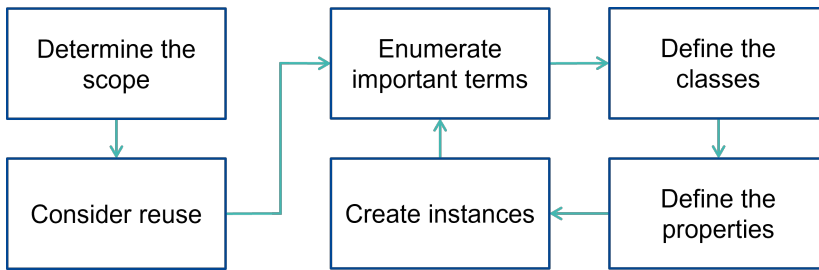 Determine the
scope
Consider reuse
Enumerate
important terms
Define the
classes
Define the
properties
Create instances